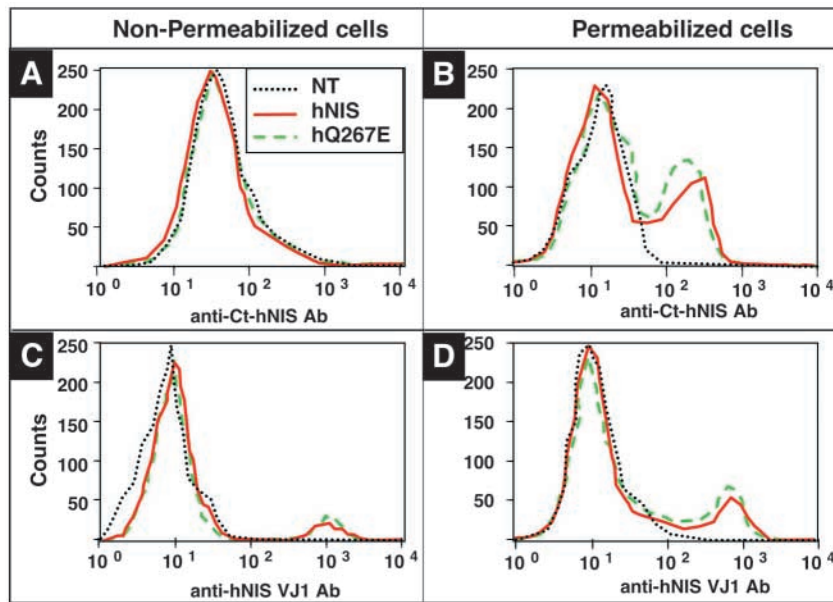 Non-Permeabilized cells
Permeabilized cells
A
250
200
150
100
50
Counts
NT
hNIS
hQ267E
10^0 10^1 10^2 10^3 10^4
anti-Ct-hNIS Ab
B
250
200
150
100
50
10^0 10^1 10^2 10^3 10^4
anti-Ct-hNIS Ab
C
250
200
150
100
50
Counts
10^0 10^1 10^2 10^3 10^4
anti-hNIS VJ1 Ab
D
250
200
150
100
50
10^0 10^1 10^2 10^3 10^4
anti-hNIS VJ1 Ab